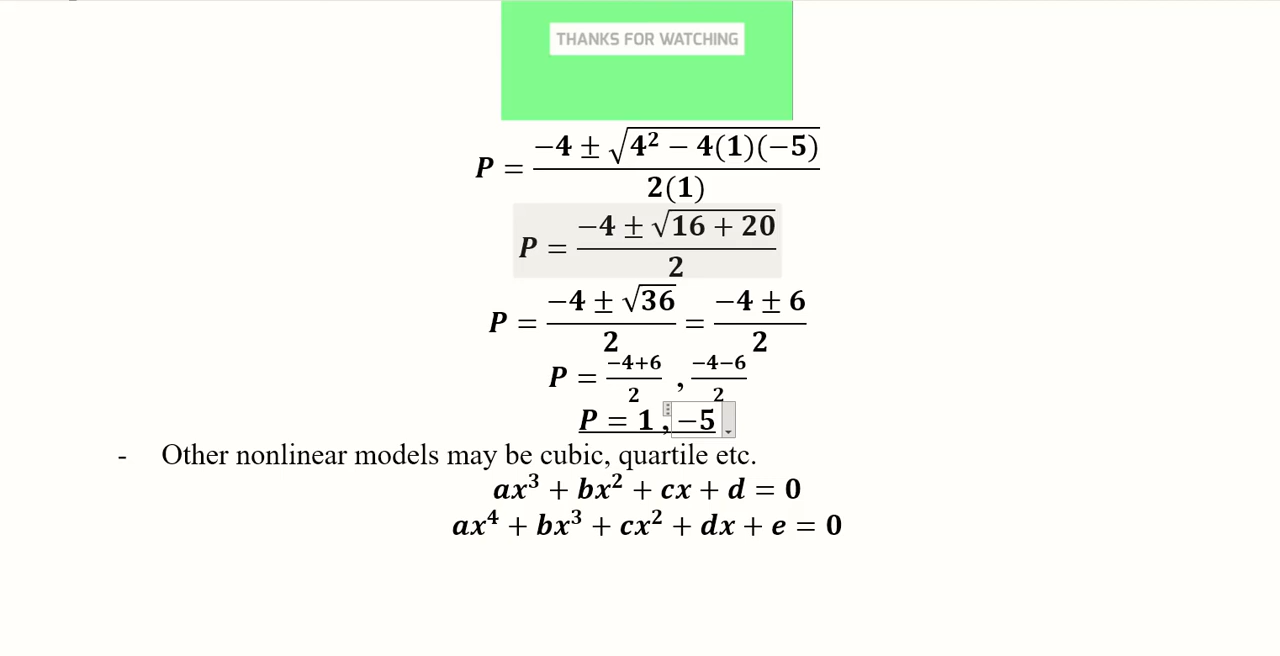 THANKS FOR WATCHING
P = (−4 ± √(4² − 4(1)(−5))) / 2(1)
P = (−4 ± √(16 + 20)) / 2
P = (−4 ± √36) / 2 = (−4 ± 6) / 2
P = (−4+6)/2 , (−4−6)/2
P = 1 , −5
- Other nonlinear models may be cubic, quartile etc.
ax³ + bx² + cx + d = 0
ax⁴ + bx³ + cx² + dx + e = 0